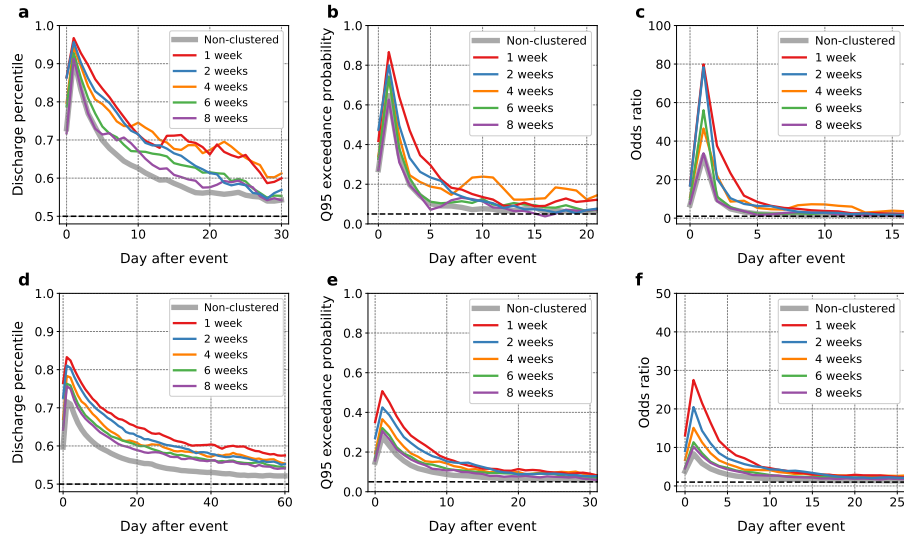 a
1.0
0.9
0.8
0.7
0.6
0.5
0
10
20
30
Discharge percentile
Day after event
Non-clustered
1 week
2 weeks
4 weeks
6 weeks
8 weeks
b
1.0
0.8
0.6
0.4
0.2
0.0
0
5
10
15
20
Q95 exceedance probability
Day after event
Non-clustered
1 week
2 weeks
4 weeks
6 weeks
8 weeks
c
100
80
60
40
20
0
0
5
10
15
Odds ratio
Day after event
Non-clustered
1 week
2 weeks
4 weeks
6 weeks
8 weeks
d
1.0
0.9
0.8
0.7
0.6
0.5
0
20
40
60
Discharge percentile
Day after event
Non-clustered
1 week
2 weeks
4 weeks
6 weeks
8 weeks
e
1.0
0.8
0.6
0.4
0.2
0.0
0
10
20
30
Q95 exceedance probability
Day after event
Non-clustered
1 week
2 weeks
4 weeks
6 weeks
8 weeks
f
50
40
30
20
10
0
0
5
10
15
20
25
Odds ratio
Day after event
Non-clustered
1 week
2 weeks
4 weeks
6 weeks
8 weeks